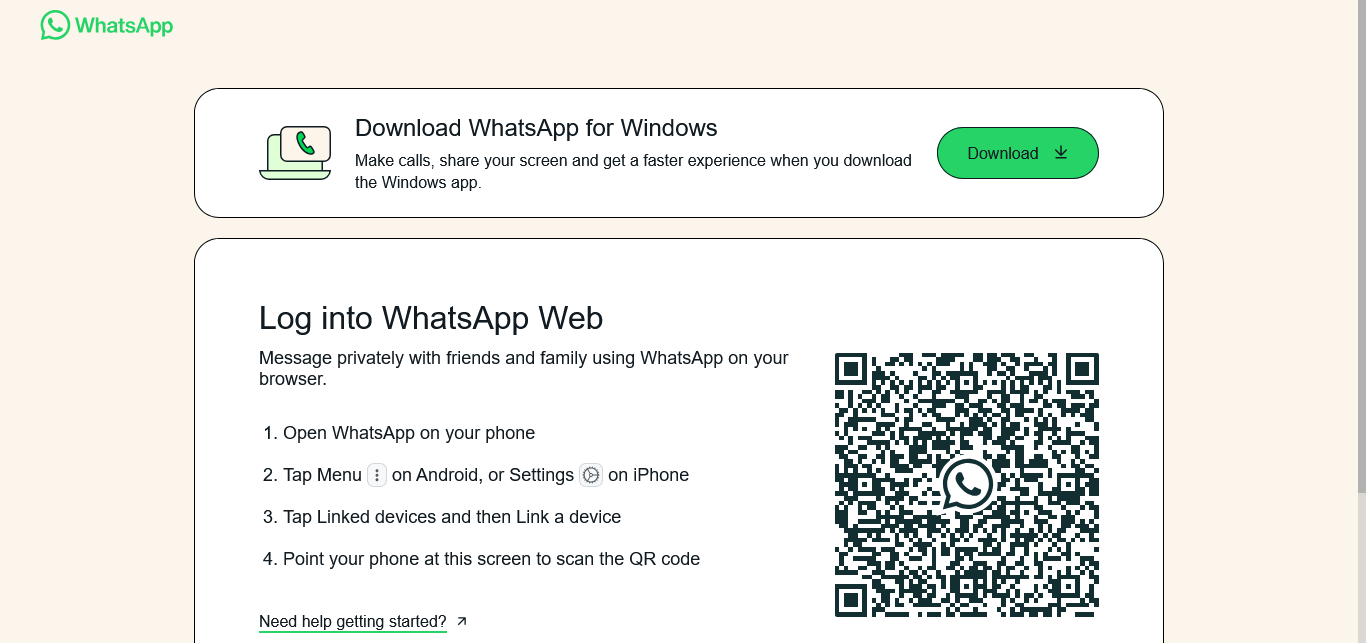 WhatsApp
Download WhatsApp for Windows
Make calls, share your screen and get a faster experience when you download
the Windows app.
Download
Log into WhatsApp Web
Message privately with friends and family using WhatsApp on your
browser.
1. Open WhatsApp on your phone
2. Tap Menu on Android, or Settings on iPhone
3. Tap Linked devices and then Link a device
4. Point your phone at this screen to scan the QR code
Need help getting started?